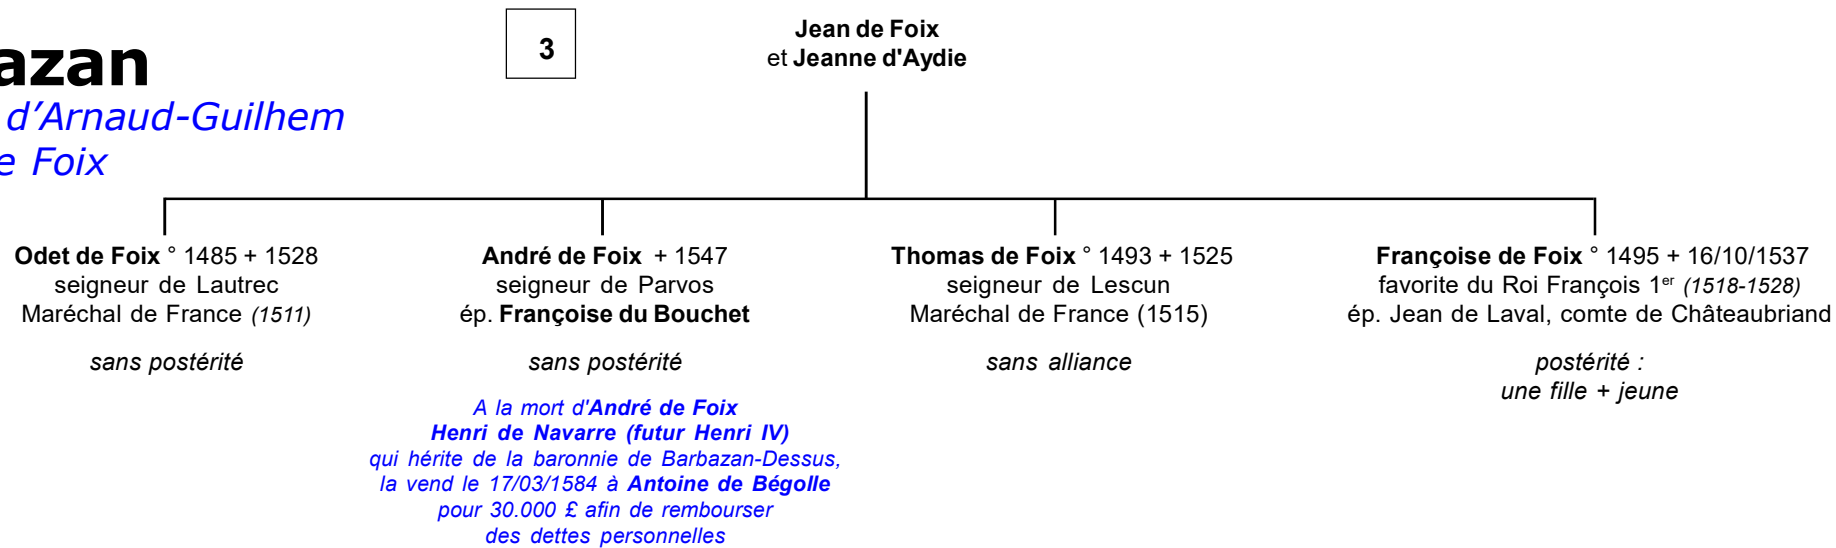 azan
d’Arnaud-Guilhem
e Foix
3
Jean de Foix
et Jeanne d'Aydie
Odet de Foix ° 1485 + 1528
seigneur de Lautrec
Maréchal de France (1511)
sans postérité
André de Foix + 1547
seigneur de Parvos
ép. Françoise du Bouchet
sans postérité
A la mort d'André de Foix
Henri de Navarre (futur Henri IV)
qui hérite de la baronnie de Barbazan-Dessus,
la vend le 17/03/1584 à Antoine de Bégolle
pour 30.000 £ afin de rembourser
des dettes personnelles
Thomas de Foix ° 1493 + 1525
seigneur de Lescun
Maréchal de France (1515)
sans alliance
Françoise de Foix ° 1495 + 16/10/1537
favorite du Roi François 1er (1518-1528)
ép. Jean de Laval, comte de Châteaubriand
postérité :
une fille + jeune